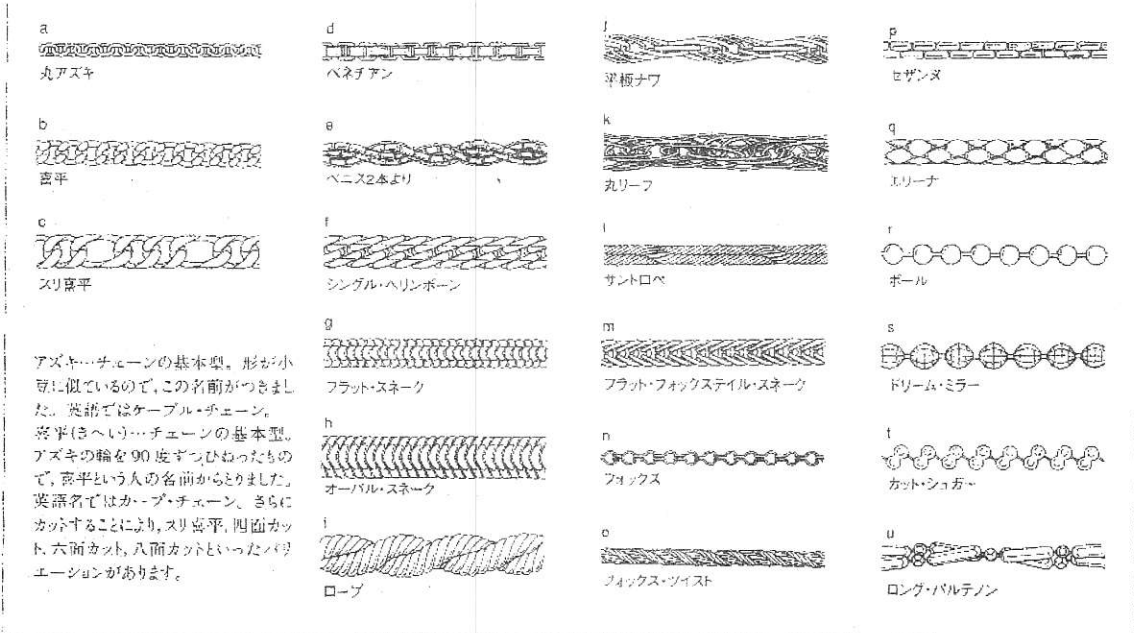 a
丸アズキ
b
喜平
c
スリ喜平
アズキ…チェーンの基本型。形が小
豆に似ているので、この名前がつきまし
た。英語ではケーブル・チェーン。
喜平(きへい)…チェーンの基本型。
アズキの輪を90度ずつひねったもの
で、喜平という人の名前からとりました。
英語名ではカーブ・チェーン。さらに
カットすることにより、スリ喜平、四面カッ
ト、六面カット、八面カットといったバリ
エーションがあります。
d
ベネチアン
e
ベニス2本より
f
シングル・ヘリンボーン
g
フラット・スネーク
h
オーバル・スネーク
i
ロープ
j
平板ナワ
k
丸リーフ
l
サントロペ
m
フラット・フォックステイル・スネーク
n
フォックス
o
フォックス・ツイスト
p
セザンヌ
q
エリーナ
r
ボール
s
ドリーム・ミラー
t
カット・シュガー
u
ロング・パルテノン